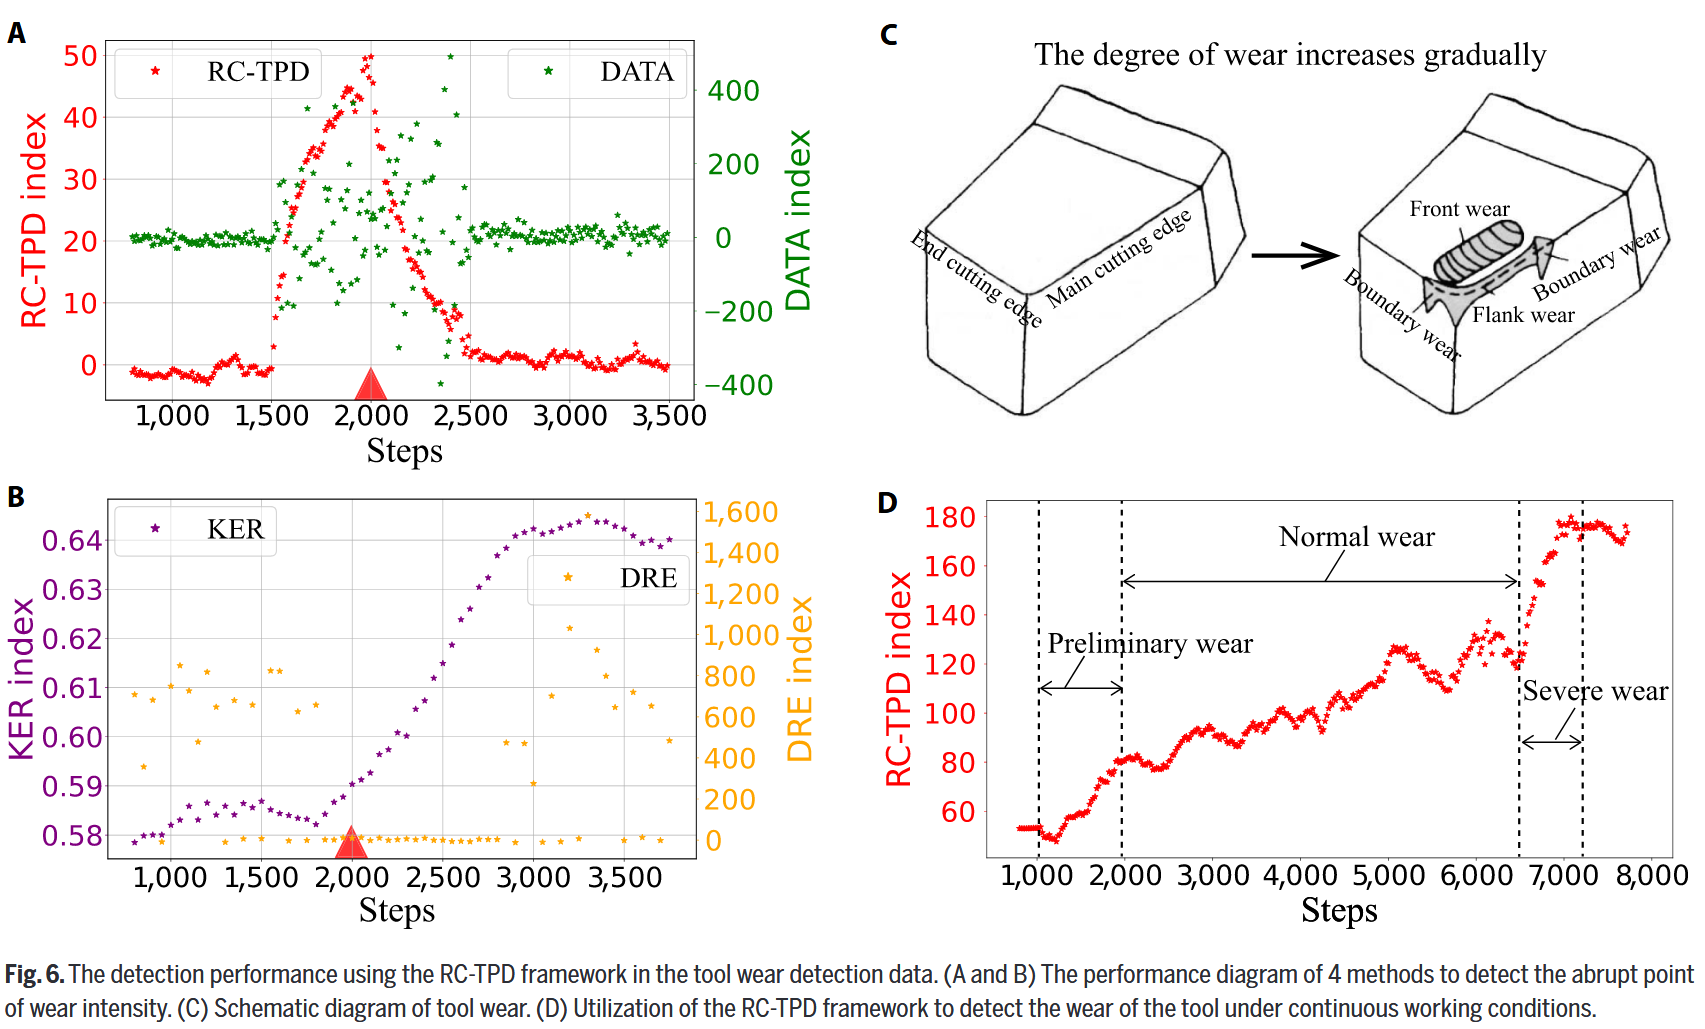 A
RC-TPD
DATA
50
40
30
20
10
0
RC-TPD index
400
200
0
−200
−400
DATA index
1,000 1,500 2,000 2,500 3,000 3,500
Steps
B
KER
DRE
0.64
0.63
0.62
0.61
0.60
0.59
0.58
KER index
1,600
1,400
1,200
1,000
800
600
400
200
0
DRE index
1,000 1,500 2,000 2,500 3,000 3,500
Steps
C
The degree of wear increases gradually
End cutting edge
Main cutting edge
Front wear
Boundary wear
Boundary wear
Flank wear
D
180
160
140
120
100
80
60
RC-TPD index
Normal wear
Preliminary wear
Severe wear
1,000 2,000 3,000 4,000 5,000 6,000 7,000 8,000
Steps
Fig. 6. The detection performance using the RC-TPD framework in the tool wear detection data. (A and B) The performance diagram of 4 methods to detect the abrupt point
of wear intensity. (C) Schematic diagram of tool wear. (D) Utilization of the RC-TPD framework to detect the wear of the tool under continuous working conditions.